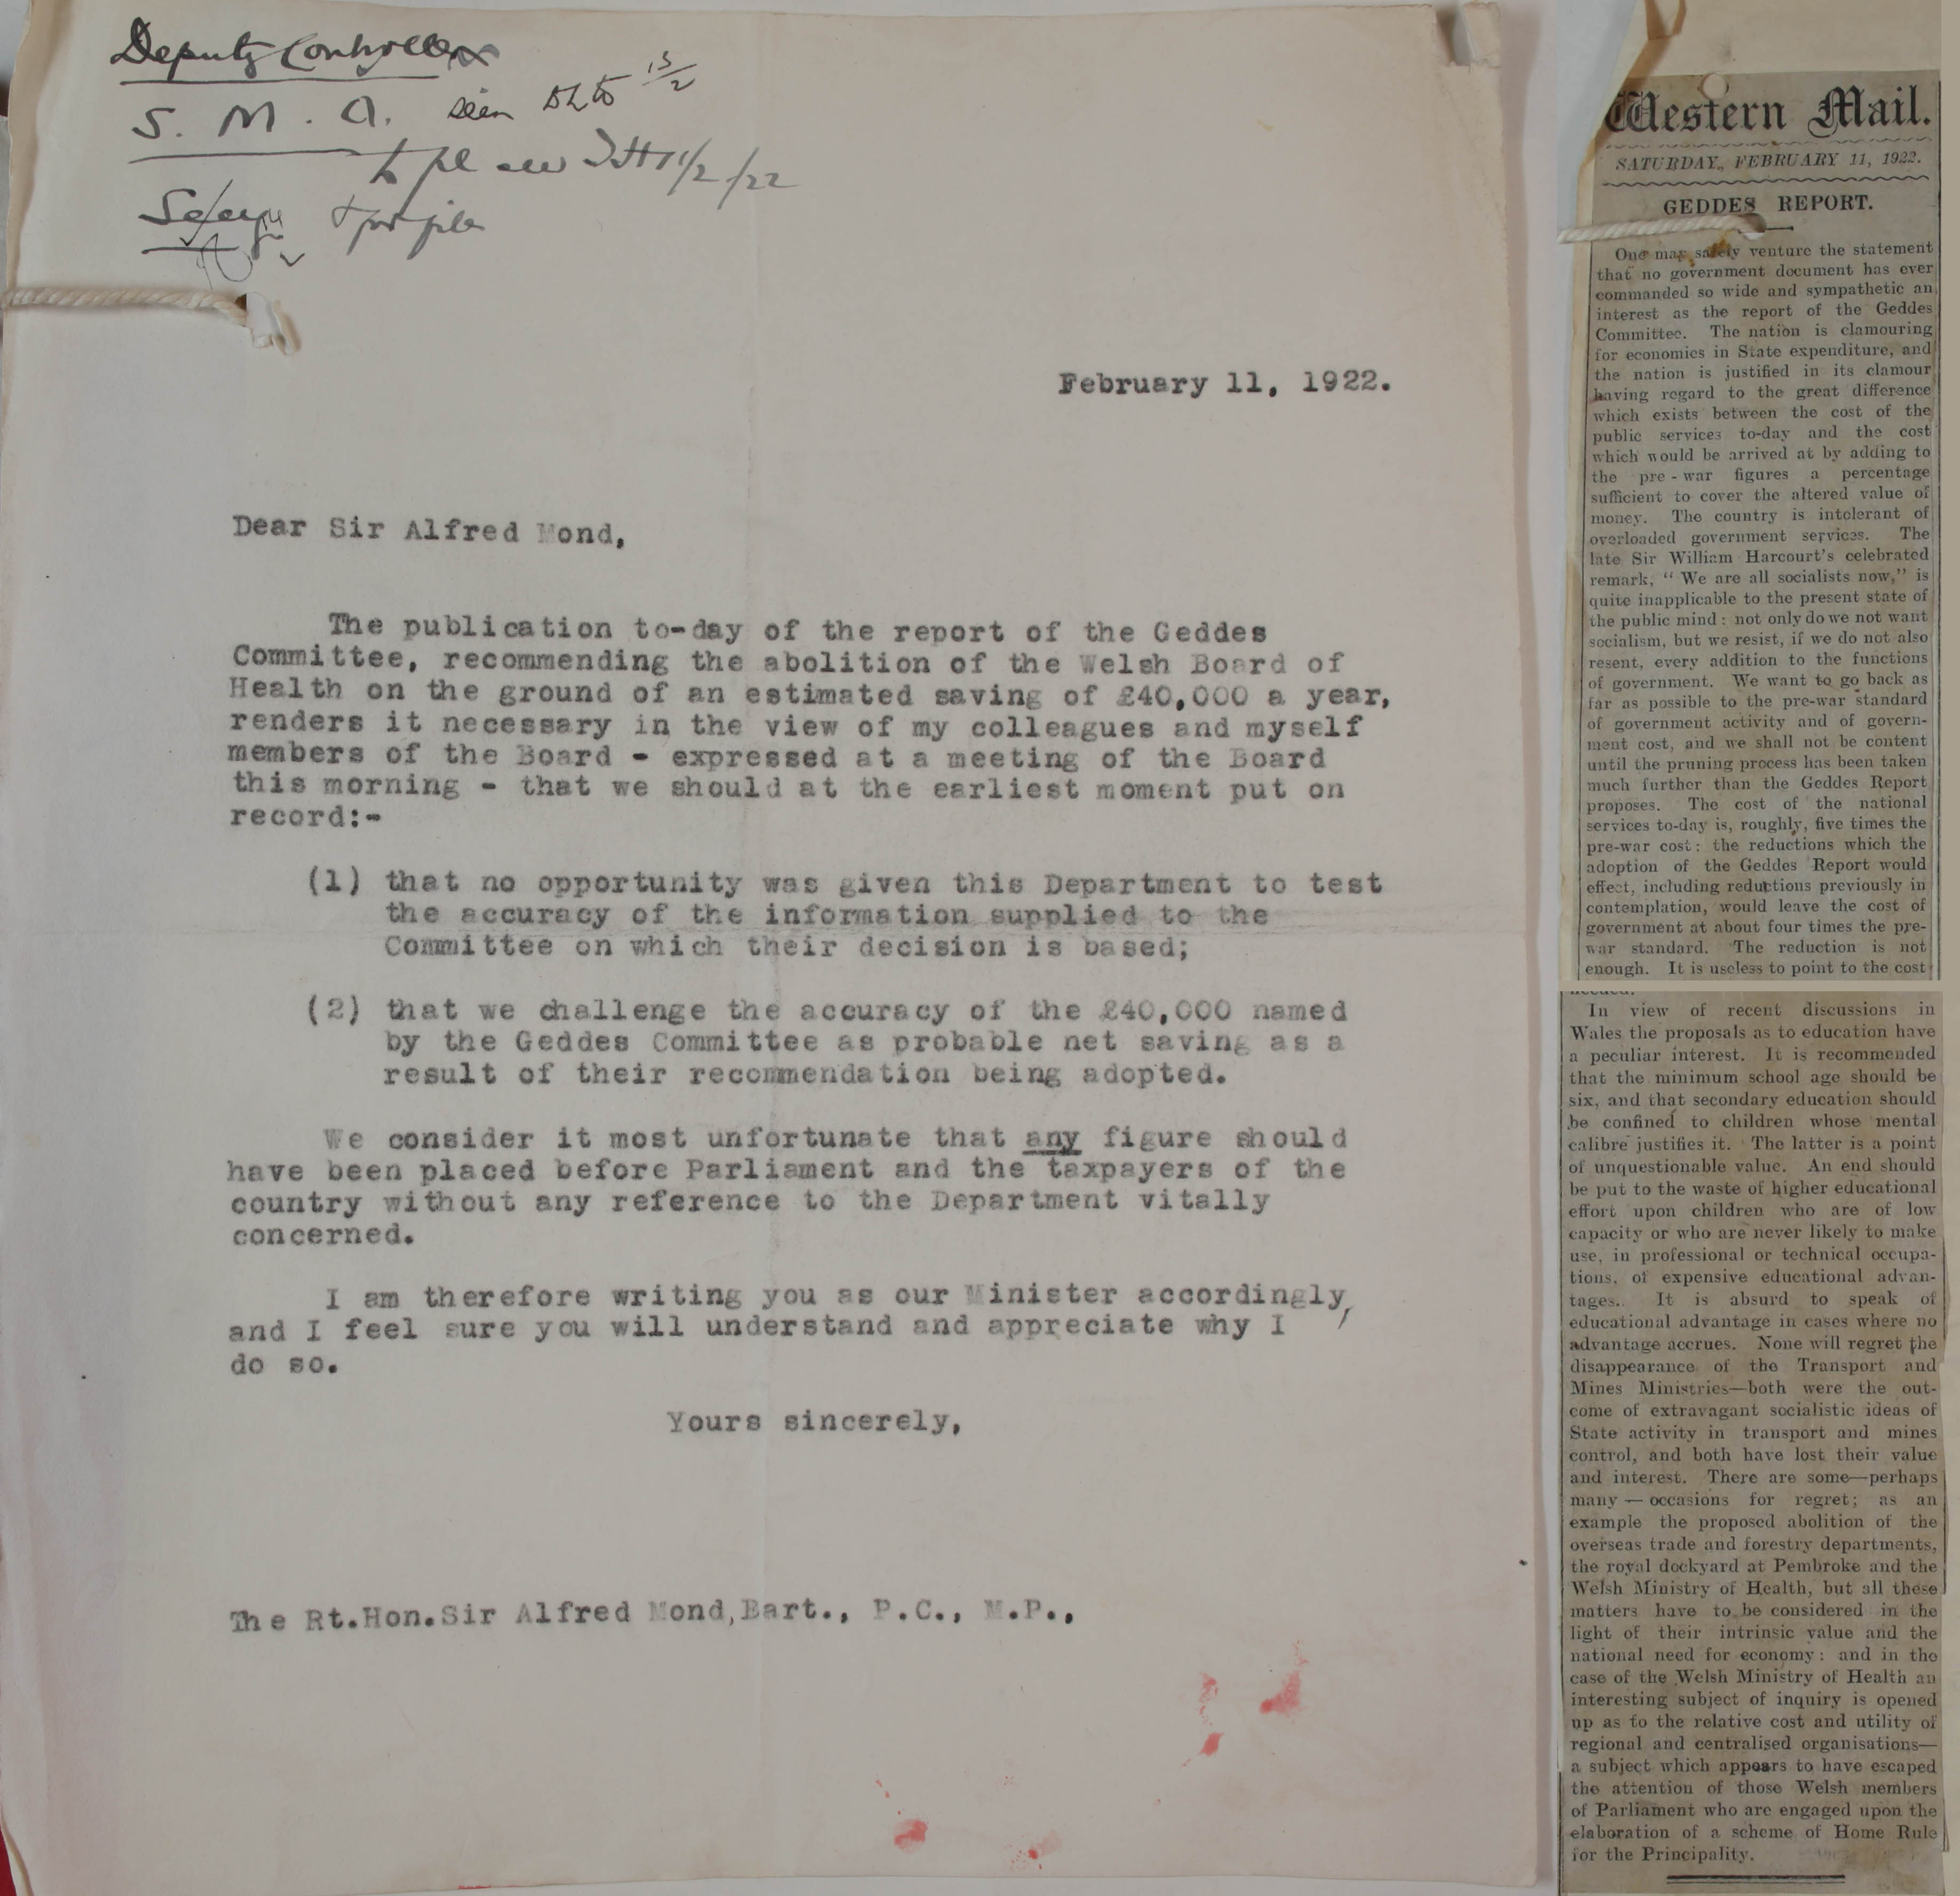 Deputy Controller
S. M. A. seen 15/2
11/2/22
& for file
February 11, 1922.
Dear Sir Alfred Mond,
The publication to-day of the report of the Geddes
Committee, recommending the abolition of the Welsh Board of
Health on the ground of an estimated saving of £40,000 a year,
renders it necessary in the view of my colleagues and myself
members of the Board - expressed at a meeting of the Board
this morning - that we should at the earliest moment put on
record:-
(1) that no opportunity was given this Department to test
the accuracy of the information supplied to the
Committee on which their decision is based;
(2) that we challenge the accuracy of the £40,000 named
by the Geddes Committee as probable net saving as a
result of their recommendation being adopted.
We consider it most unfortunate that any figure should
have been placed before Parliament and the taxpayers of the
country without any reference to the Department vitally
concerned.
I am therefore writing you as our Minister accordingly,
and I feel sure you will understand and appreciate why I
do so.
Yours sincerely,
The Rt.Hon.Sir Alfred Mond,Bart., P.C., M.P.,
Western Mail.
SATURDAY, FEBRUARY 11, 1922.
GEDDES REPORT.
One may safely venture the statement
that no government document has ever
commanded so wide and sympathetic an
interest as the report of the Geddes
Committee. The nation is clamouring
for economies in State expenditure, and
the nation is justified in its clamour
having regard to the great difference
which exists between the cost of the
public services to-day and the cost
which would be arrived at by adding to
the pre-war figures a percentage
sufficient to cover the altered value of
money. The country is intolerant of
overloaded government services. The
late Sir William Harcourt's celebrated
remark, "We are all socialists now," is
quite inapplicable to the present state of
the public mind: not only do we not want
socialism, but we resist, if we do not also
resent, every addition to the functions
of government. We want to go back as
far as possible to the pre-war standard
of government activity and of govern-
ment cost, and we shall not be content
until the pruning process has been taken
much further than the Geddes Report
proposes. The cost of the national
services to-day is, roughly, five times the
pre-war cost: the reductions which the
adoption of the Geddes Report would
effect, including reductions previously in
contemplation, would leave the cost of
government at about four times the pre-
war standard. The reduction is not
enough. It is useless to point to the cost
needed.
In view of recent discussions in
Wales the proposals as to education have
a peculiar interest. It is recommended
that the minimum school age should be
six, and that secondary education should
be confined to children whose mental
calibre justifies it. The latter is a point
of unquestionable value. An end should
be put to the waste of higher educational
effort upon children who are of low
capacity or who are never likely to make
use, in professional or technical occupa-
tions, of expensive educational advan-
tages. It is absurd to speak of
educational advantage in cases where no
advantage accrues. None will regret the
disappearance of the Transport and
Mines Ministries—both were the out-
come of extravagant socialistic ideas of
State activity in transport and mines
control, and both have lost their value
and interest. There are some—perhaps
many — occasions for regret; as an
example the proposed abolition of the
overseas trade and forestry departments,
the royal dockyard at Pembroke and the
Welsh Ministry of Health, but all these
matters have to be considered in the
light of their intrinsic value and the
national need for economy: and in the
case of the Welsh Ministry of Health an
interesting subject of inquiry is opened
up as to the relative cost and utility of
regional and centralised organisations—
a subject which appears to have escaped
the attention of those Welsh members
of Parliament who are engaged upon the
elaboration of a scheme of Home Rule
for the Principality.